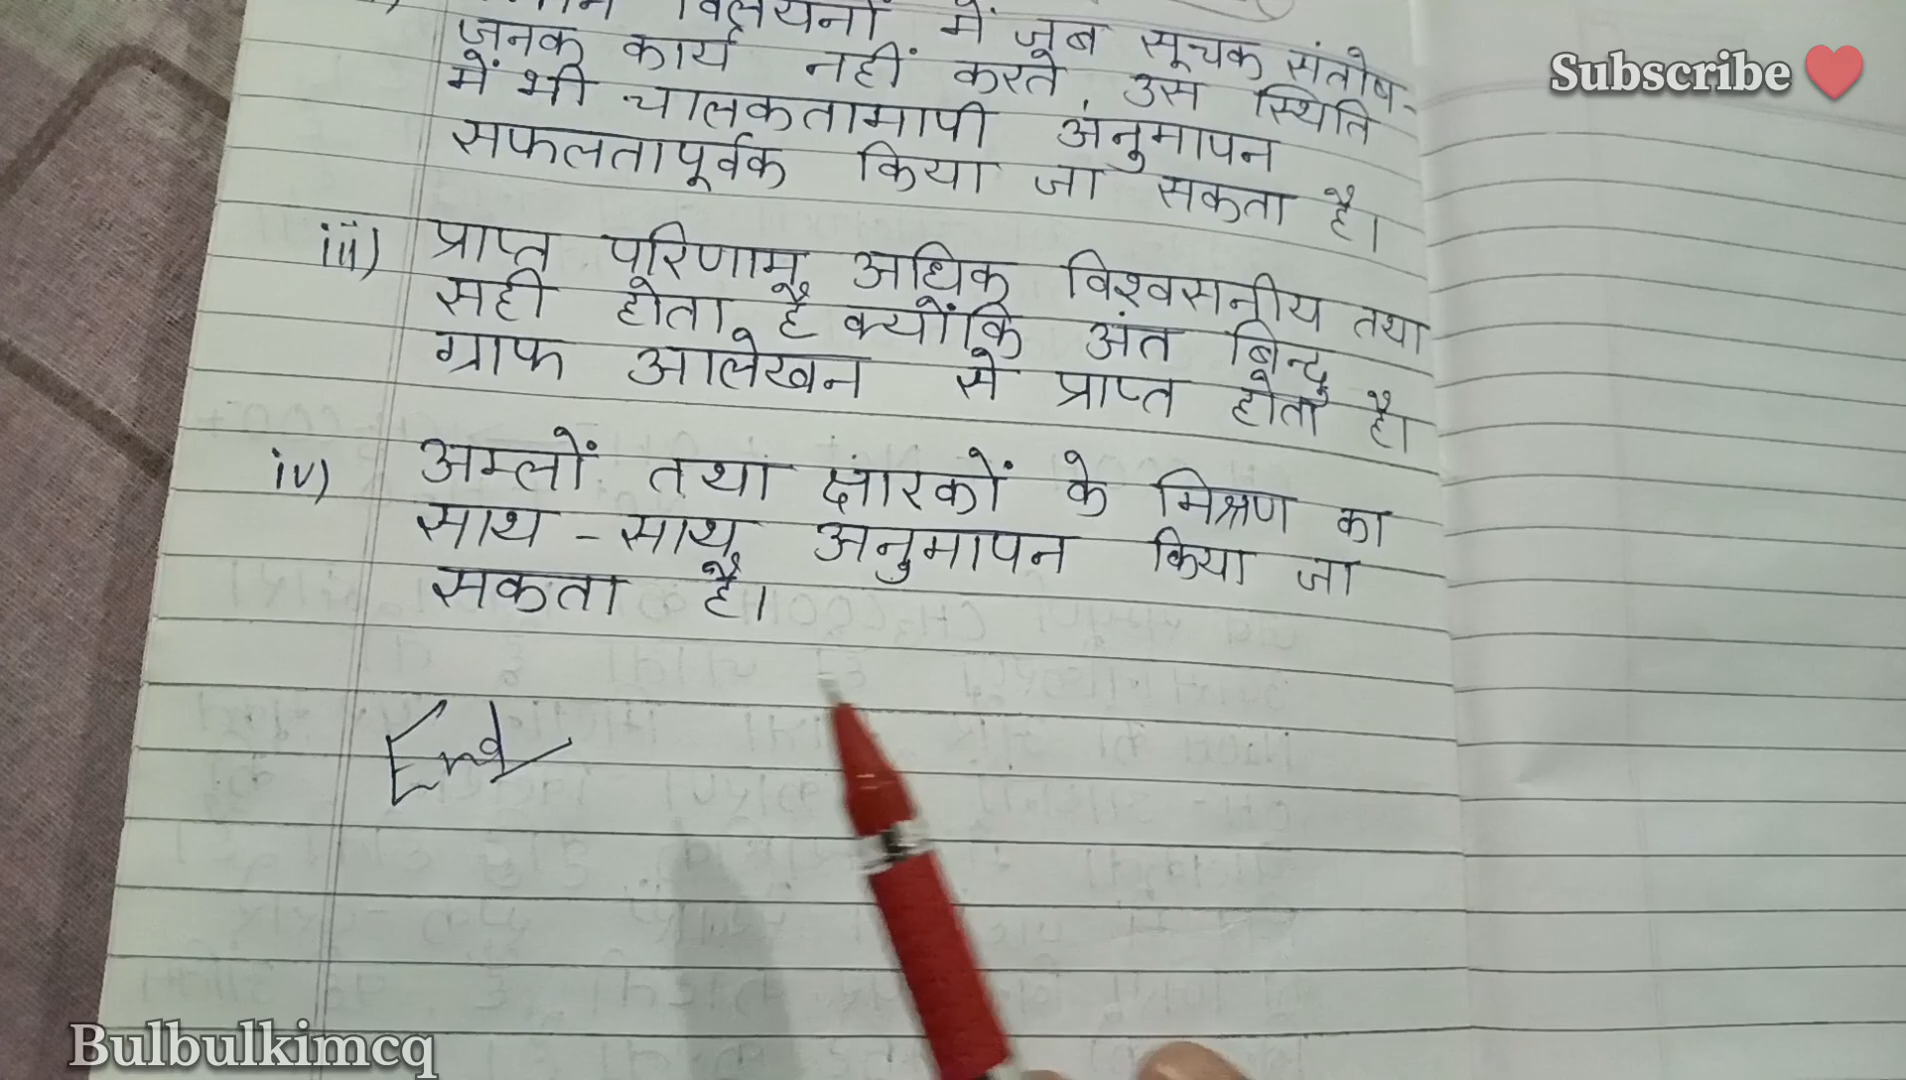 विलयनों में जब सूचक संतोष-
जनक कार्य नहीं करते, उस स्थिति
में भी चालकतामापी अनुमापन
सफलतापूर्वक किया जा सकता है।
iii) प्राप्त परिणाम अधिक विश्वसनीय तथा
सही होता है क्योंकि अंत बिन्दु
ग्राफ आलेखन से प्राप्त होता है।
iv) अम्लों तथा क्षारकों के मिश्रण का
साथ - साथ अनुमापन किया जा
सकता है।
End
Subscribe
Bulbulkimcq